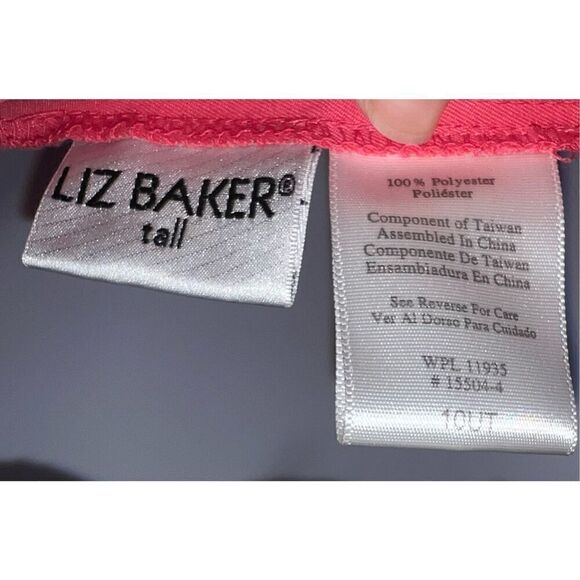 LIZ BAKER®
tall
100% Polyester
Poliéster
Component of Taiwan
Assembled In China
Componente De Taiwan
Ensambiadura En China
See Reverse For Care
Ver Al Dorso Para Cuidado
WPL 11935
# 15504-4
10UT